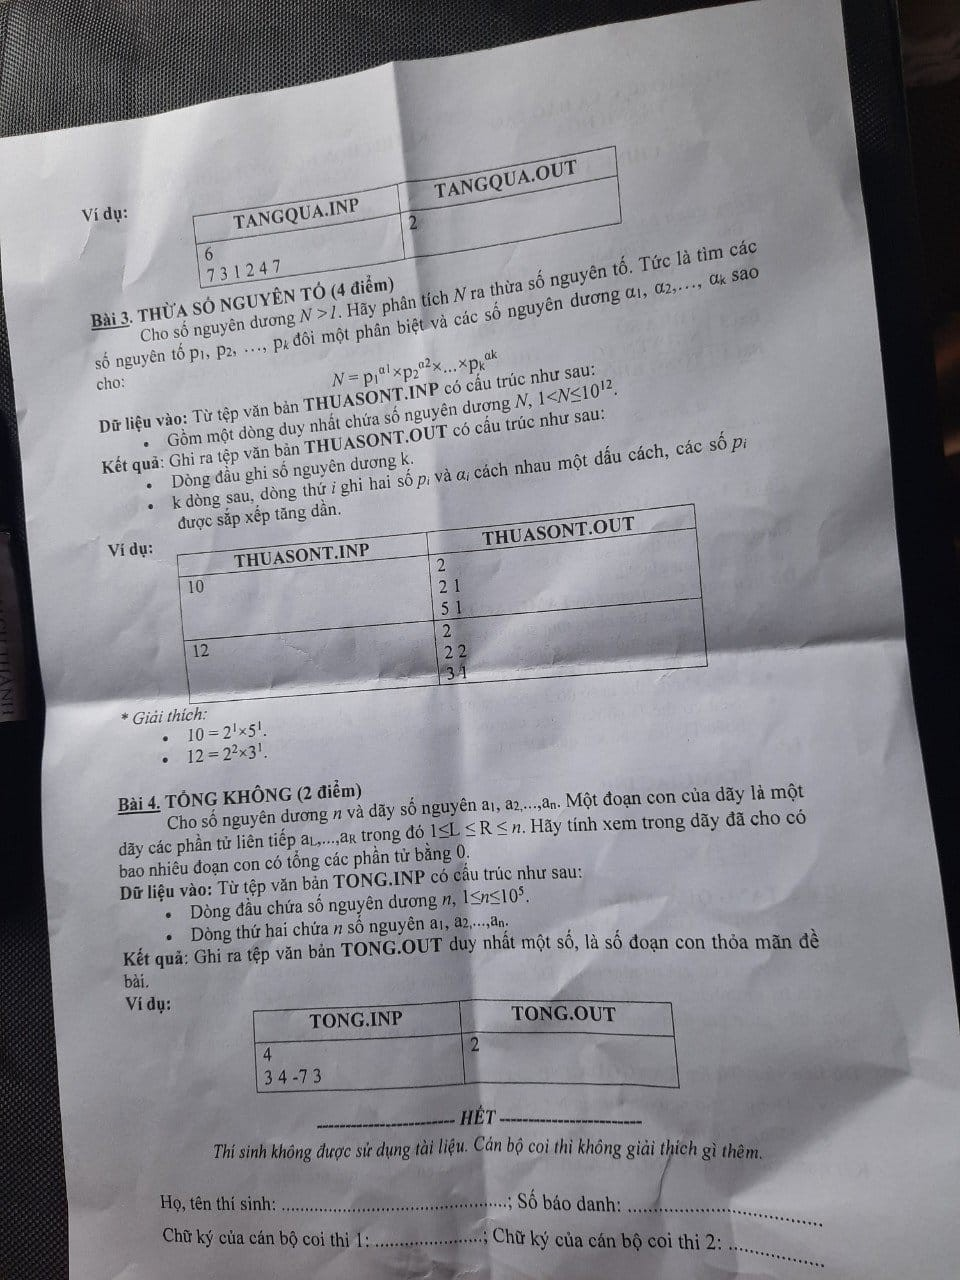 Ví dụ:
TANGQUA.INP TANGQUA.OUT
6 2
7 3 1 2 4 7
Bài 3. THỪA SỐ NGUYÊN TỐ (4 điểm)
Cho số nguyên dương N >1. Hãy phân tích N ra thừa số nguyên tố. Tức là tìm các
số nguyên tố p₁, p₂, …, pₖ đôi một phân biệt và các số nguyên dương α₁, α₂,…, αₖ sao
cho:
N = p₁^α1×p₂^α2×…×pₖ^αk
Dữ liệu vào: Từ tệp văn bản THUASONT.INP có cấu trúc như sau:
• Gồm một dòng duy nhất chứa số nguyên dương N, 1<N≤10¹².
Kết quả: Ghi ra tệp văn bản THUASONT.OUT có cấu trúc như sau:
• Dòng đầu ghi số nguyên dương k.
• k dòng sau, dòng thứ i ghi hai số pᵢ và αᵢ cách nhau một dấu cách, các số pᵢ
được sắp xếp tăng dần.
Ví dụ:
THUASONT.INP THUASONT.OUT
10 2
2 1
5 1
12 2
2 2
3 1
* Giải thích:
• 10 = 2¹×5¹.
• 12 = 2²×3¹.
Bài 4. TỔNG KHÔNG (2 điểm)
Cho số nguyên dương n và dãy số nguyên a₁, a₂,…,aₙ. Một đoạn con của dãy là một
dãy các phần tử liên tiếp a_L,…,a_R trong đó 1≤L ≤ R ≤ n. Hãy tính xem trong dãy đã cho có
bao nhiêu đoạn con có tổng các phần tử bằng 0.
Dữ liệu vào: Từ tệp văn bản TONG.INP có cấu trúc như sau:
• Dòng đầu chứa số nguyên dương n, 1≤n≤10⁵.
• Dòng thứ hai chứa n số nguyên a₁, a₂,…,aₙ.
Kết quả: Ghi ra tệp văn bản TONG.OUT duy nhất một số, là số đoạn con thỏa mãn đề
bài.
Ví dụ:
TONG.INP TONG.OUT
4 2
3 4 -7 3
---------------------- HẾT ----------------------
Thí sinh không được sử dụng tài liệu. Cán bộ coi thi không giải thích gì thêm.
Họ, tên thí sinh: ............................................; Số báo danh: ....................................
Chữ ký của cán bộ coi thi 1: .....................; Chữ ký của cán bộ coi thi 2: ..................